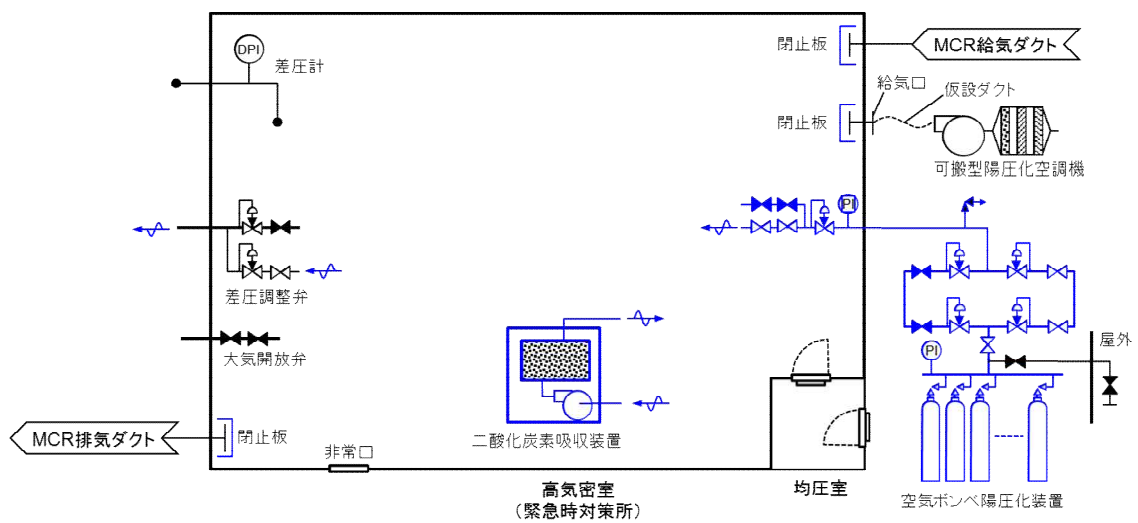 DPI
差圧計
閉止板
MCR給気ダクト
給気口
仮設ダクト
閉止板
可搬型陽圧化空調機
PI
差圧調整弁
大気開放弁
PI
屋外
MCR排気ダクト
閉止板
二酸化炭素吸収装置
非常口
高気密室
（緊急時対策所）
均圧室
空気ボンベ陽圧化装置